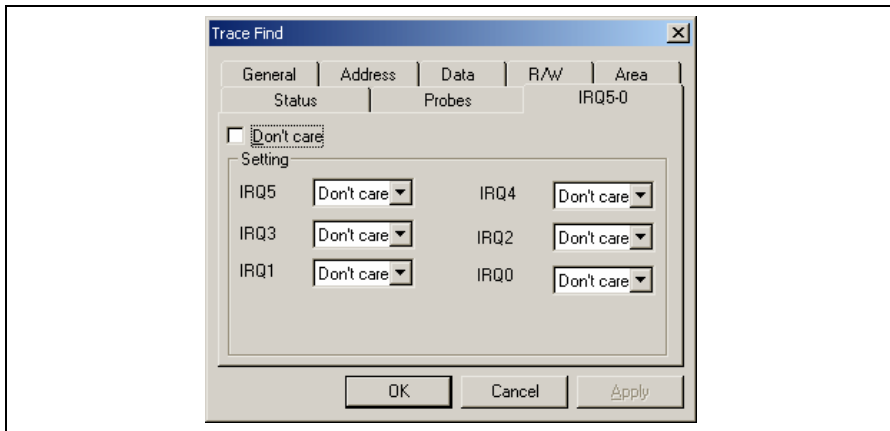 Trace Find
General Address Data R/W Area
Status Probes IRQ5-0
Don't care
Setting
IRQ5 Don't care IRQ4 Don't care
IRQ3 Don't care IRQ2 Don't care
IRQ1 Don't care IRQ0 Don't care
OK Cancel Apply